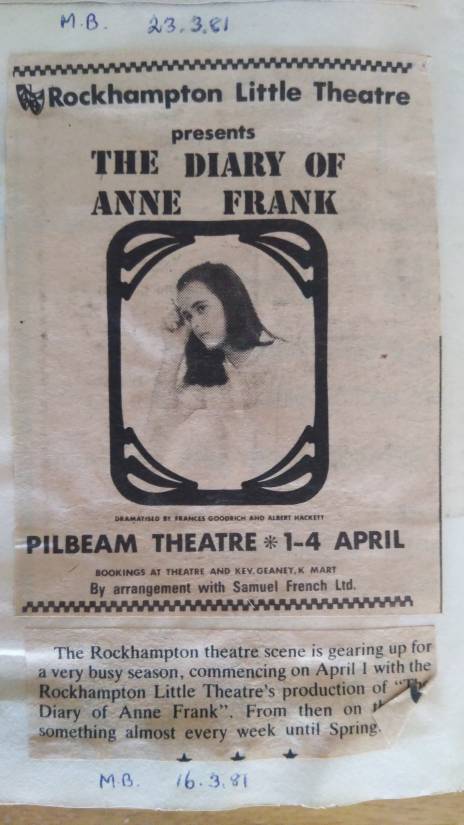 M.B. 23.3.81
Rockhampton Little Theatre
presents
THE DIARY OF
ANNE FRANK
DRAMATISED BY FRANCES GOODRICH AND ALBERT HACKETT
PILBEAM THEATRE * 1-4 APRIL
BOOKINGS AT THEATRE AND KEV. GEANEY, K MART
By arrangement with Samuel French Ltd.
The Rockhampton theatre scene is gearing up for
a very busy season, commencing on April 1 with the
Rockhampton Little Theatre's production of "The
Diary of Anne Frank". From then on
something almost every week until Spring.
M.B. 16.3.81